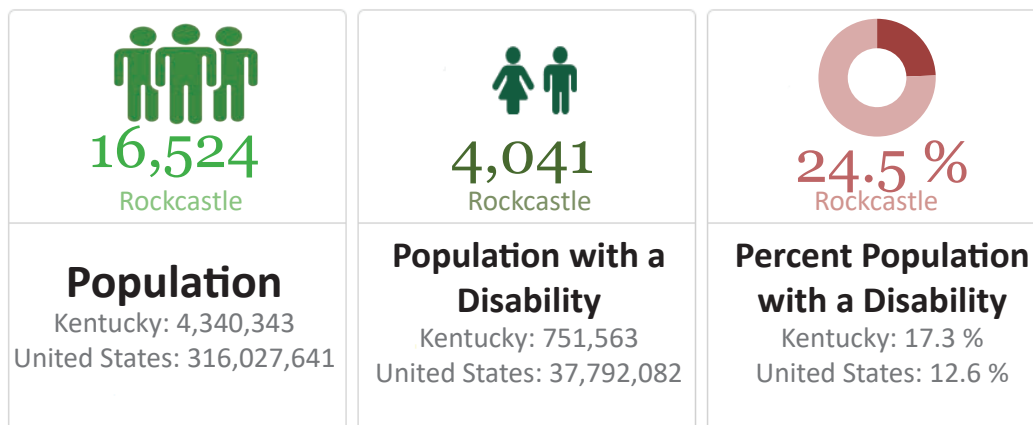 16,524
Rockcastle
Population
Kentucky: 4,340,343
United States: 316,027,641
4,041
Rockcastle
Population with a
Disability
Kentucky: 751,563
United States: 37,792,082
24.5 %
Rockcastle
Percent Population
with a Disability
Kentucky: 17.3 %
United States: 12.6 %